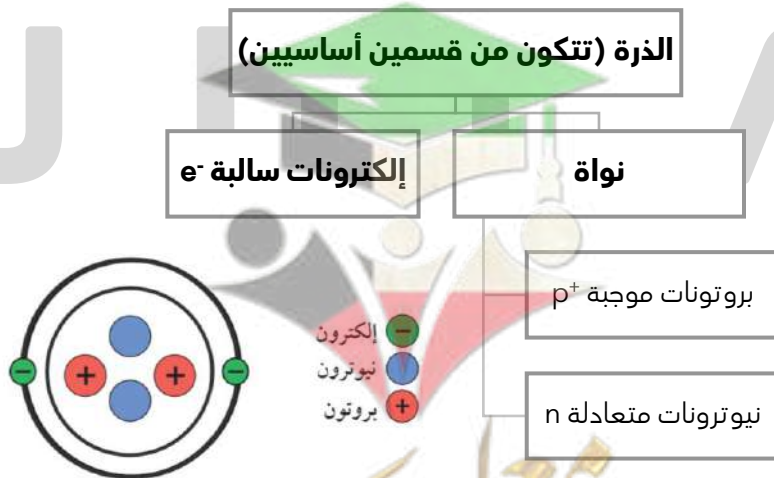 الذرة (تتكون من قسمين أساسيين)
نواة
إلكترونات سالبة e⁻
بروتونات موجبة p⁺
نيوترونات متعادلة n
إلكترون
نيوترون
بروتون